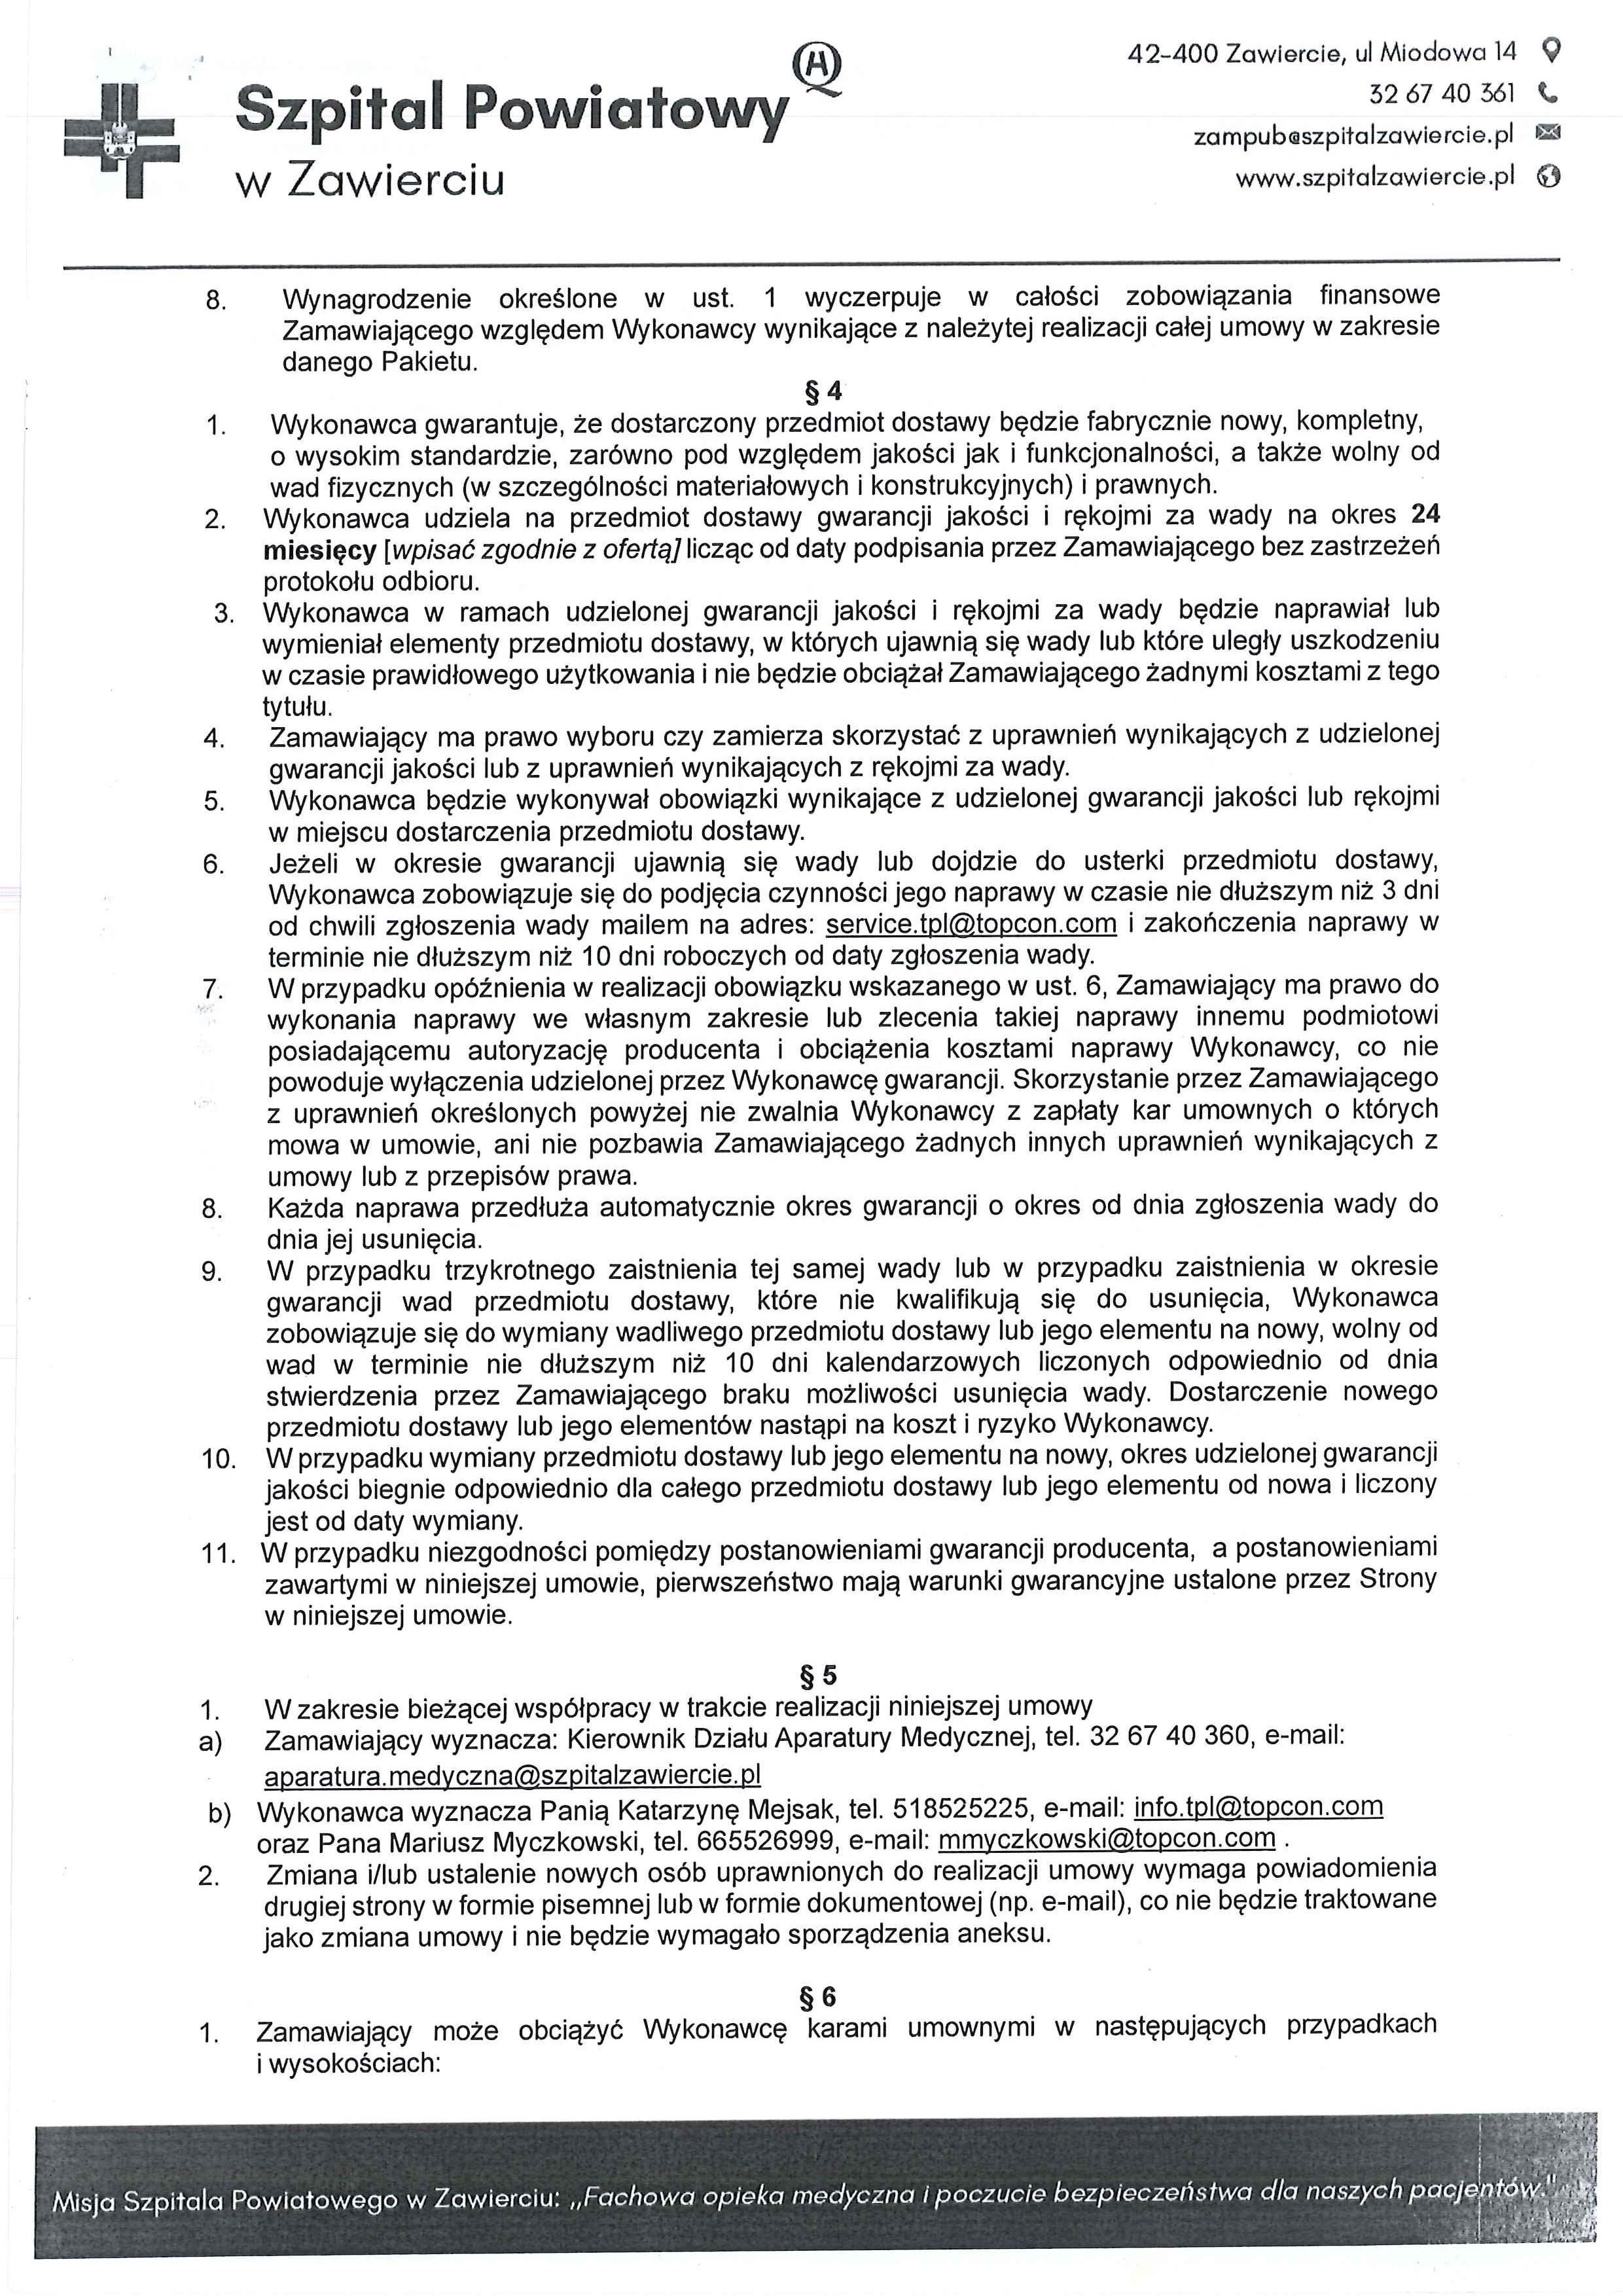 Szpital Powiatowy
w Zawierciu
42-400 Zawiercie, ul Miodowa 14
32 67 40 361
zampub@szpitalzawiercie.pl
www.szpitalzawiercie.pl
8. Wynagrodzenie określone w ust. 1 wyczerpuje w całości zobowiązania finansowe
Zamawiającego względem Wykonawcy wynikające z należytej realizacji całej umowy w zakresie
danego Pakietu.
§ 4
1. Wykonawca gwarantuje, że dostarczony przedmiot dostawy będzie fabrycznie nowy, kompletny,
o wysokim standardzie, zarówno pod względem jakości jak i funkcjonalności, a także wolny od
wad fizycznych (w szczególności materiałowych i konstrukcyjnych) i prawnych.
2. Wykonawca udziela na przedmiot dostawy gwarancji jakości i rękojmi za wady na okres 24
miesięcy [wpisać zgodnie z ofertą] licząc od daty podpisania przez Zamawiającego bez zastrzeżeń
protokołu odbioru.
3. Wykonawca w ramach udzielonej gwarancji jakości i rękojmi za wady będzie naprawiał lub
wymieniał elementy przedmiotu dostawy, w których ujawnią się wady lub które uległy uszkodzeniu
w czasie prawidłowego użytkowania i nie będzie obciążał Zamawiającego żadnymi kosztami z tego
tytułu.
4. Zamawiający ma prawo wyboru czy zamierza skorzystać z uprawnień wynikających z udzielonej
gwarancji jakości lub z uprawnień wynikających z rękojmi za wady.
5. Wykonawca będzie wykonywał obowiązki wynikające z udzielonej gwarancji jakości lub rękojmi
w miejscu dostarczenia przedmiotu dostawy.
6. Jeżeli w okresie gwarancji ujawnią się wady lub dojdzie do usterki przedmiotu dostawy,
Wykonawca zobowiązuje się do podjęcia czynności jego naprawy w czasie nie dłuższym niż 3 dni
od chwili zgłoszenia wady mailem na adres: service.tpl@topcon.com i zakończenia naprawy w
terminie nie dłuższym niż 10 dni roboczych od daty zgłoszenia wady.
7. W przypadku opóźnienia w realizacji obowiązku wskazanego w ust. 6, Zamawiający ma prawo do
wykonania naprawy we własnym zakresie lub zlecenia takiej naprawy innemu podmiotowi
posiadającemu autoryzację producenta i obciążenia kosztami naprawy Wykonawcy, co nie
powoduje wyłączenia udzielonej przez Wykonawcę gwarancji. Skorzystanie przez Zamawiającego
z uprawnień określonych powyżej nie zwalnia Wykonawcy z zapłaty kar umownych o których
mowa w umowie, ani nie pozbawia Zamawiającego żadnych innych uprawnień wynikających z
umowy lub z przepisów prawa.
8. Każda naprawa przedłuża automatycznie okres gwarancji o okres od dnia zgłoszenia wady do
dnia jej usunięcia.
9. W przypadku trzykrotnego zaistnienia tej samej wady lub w przypadku zaistnienia w okresie
gwarancji wad przedmiotu dostawy, które nie kwalifikują się do usunięcia, Wykonawca
zobowiązuje się do wymiany wadliwego przedmiotu dostawy lub jego elementu na nowy, wolny od
wad w terminie nie dłuższym niż 10 dni kalendarzowych liczonych odpowiednio od dnia
stwierdzenia przez Zamawiającego braku możliwości usunięcia wady. Dostarczenie nowego
przedmiotu dostawy lub jego elementów nastąpi na koszt i ryzyko Wykonawcy.
10. W przypadku wymiany przedmiotu dostawy lub jego elementu na nowy, okres udzielonej gwarancji
jakości biegnie odpowiednio dla całego przedmiotu dostawy lub jego elementu od nowa i liczony
jest od daty wymiany.
11. W przypadku niezgodności pomiędzy postanowieniami gwarancji producenta, a postanowieniami
zawartymi w niniejszej umowie, pierwszeństwo mają warunki gwarancyjne ustalone przez Strony
w niniejszej umowie.
§ 5
1. W zakresie bieżącej współpracy w trakcie realizacji niniejszej umowy
a) Zamawiający wyznacza: Kierownik Działu Aparatury Medycznej, tel. 32 67 40 360, e-mail:
aparatura.medyczna@szpitalzawiercie.pl
b) Wykonawca wyznacza Panią Katarzynę Mejsak, tel. 518525225, e-mail: info.tpl@topcon.com
oraz Pana Mariusz Myczkowski, tel. 665526999, e-mail: mmyczkowski@topcon.com .
2. Zmiana i/lub ustalenie nowych osób uprawnionych do realizacji umowy wymaga powiadomienia
drugiej strony w formie pisemnej lub w formie dokumentowej (np. e-mail), co nie będzie traktowane
jako zmiana umowy i nie będzie wymagało sporządzenia aneksu.
§ 6
1. Zamawiający może obciążyć Wykonawcę karami umownymi w następujących przypadkach
i wysokościach:
Misja Szpitala Powiatowego w Zawierciu: „Fachowa opieka medyczna i poczucie bezpieczeństwa dla naszych pacjentów."